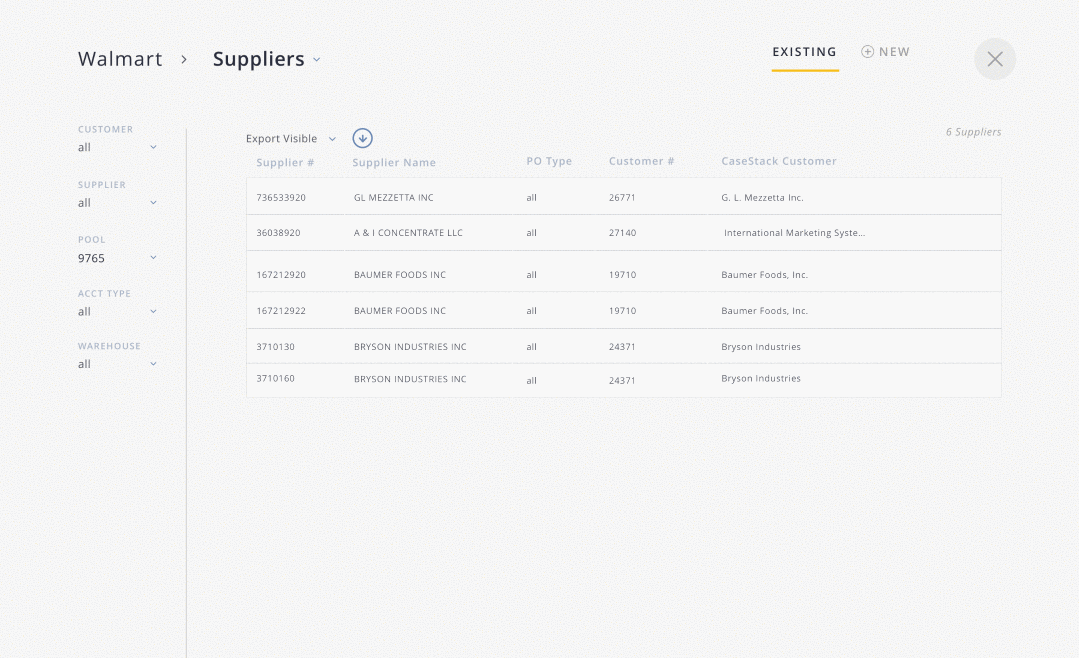 Walmart > Suppliers
EXISTING NEW
CUSTOMER
all
SUPPLIER
all
POOL
9765
ACCT TYPE
all
WAREHOUSE
all
Export Visible
6 Suppliers
Supplier # Supplier Name PO Type Customer # CaseStack Customer
736533920 GL MEZZETTA INC all 26771 G. L. Mezzetta Inc.
36038920 A & I CONCENTRATE LLC all 27140 International Marketing Syste...
167212920 BAUMER FOODS INC all 19710 Baumer Foods, Inc.
167212922 BAUMER FOODS INC all 19710 Baumer Foods, Inc.
3710130 BRYSON INDUSTRIES INC all 24371 Bryson Industries
3710160 BRYSON INDUSTRIES INC all 24371 Bryson Industries